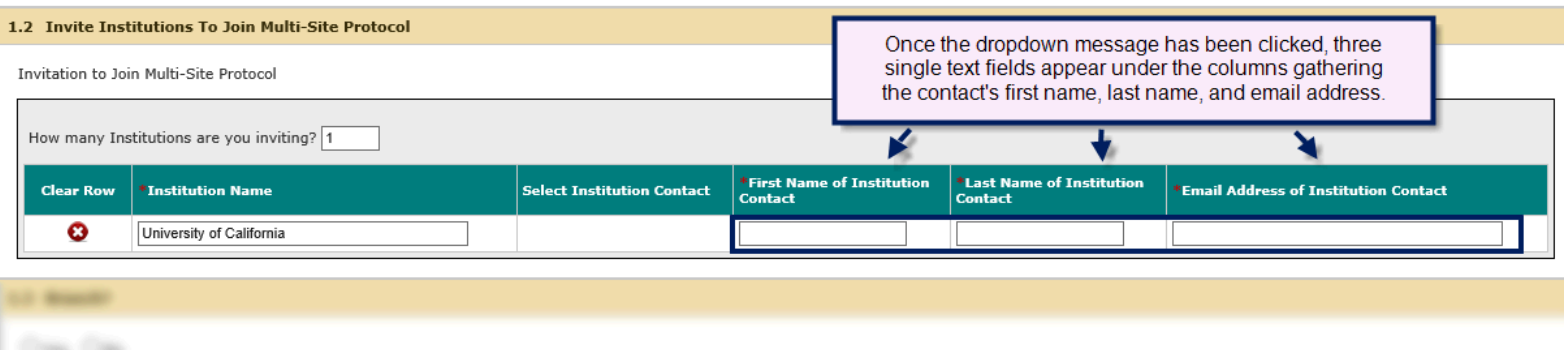 1.2 Invite Institutions To Join Multi-Site Protocol
Once the dropdown message has been clicked, three
single text fields appear under the columns gathering
the contact's first name, last name, and email address.
Invitation to Join Multi-Site Protocol
How many Institutions are you inviting? 1
Clear Row
*Institution Name
Select Institution Contact
*First Name of Institution
Contact
*Last Name of Institution
Contact
*Email Address of Institution Contact
University of California